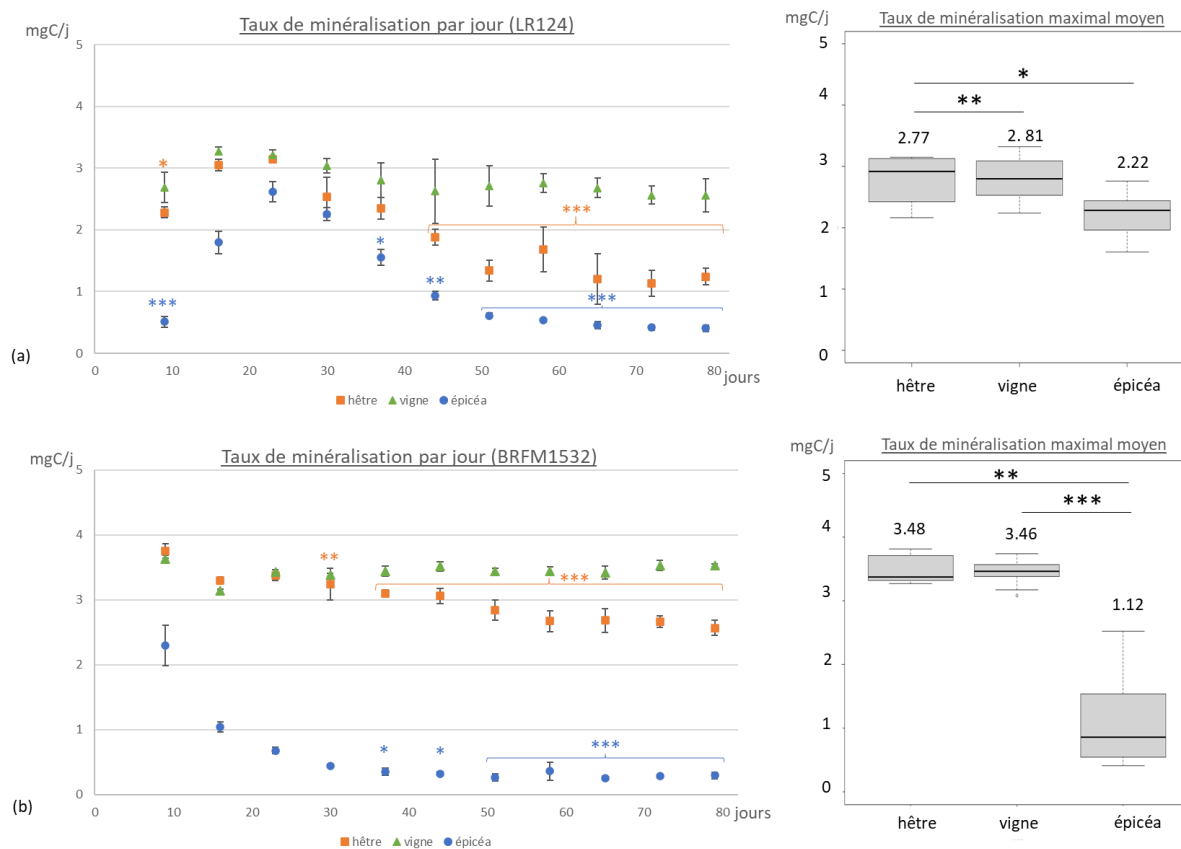 Taux de minéralisation par jour (LR124)
mgC/j
5
4
3
2
1
0
*
***
***
*
**
***
0 10 20 30 40 50 60 70 80
jours
hêtre vigne épicéa
(a)
Taux de minéralisation maximal moyen
mgC/j
5
4
3
2
1
0
*
**
2.77
2. 81
2.22
hêtre vigne épicéa
Taux de minéralisation par jour (BRFM1532)
mgC/j
5
4
3
2
1
0
**
***
*
*
***
0 10 20 30 40 50 60 70 80
jours
hêtre vigne épicéa
(b)
Taux de minéralisation maximal moyen
mgC/j
5
4
3
2
1
0
**
***
3.48
3.46
1.12
hêtre vigne épicéa